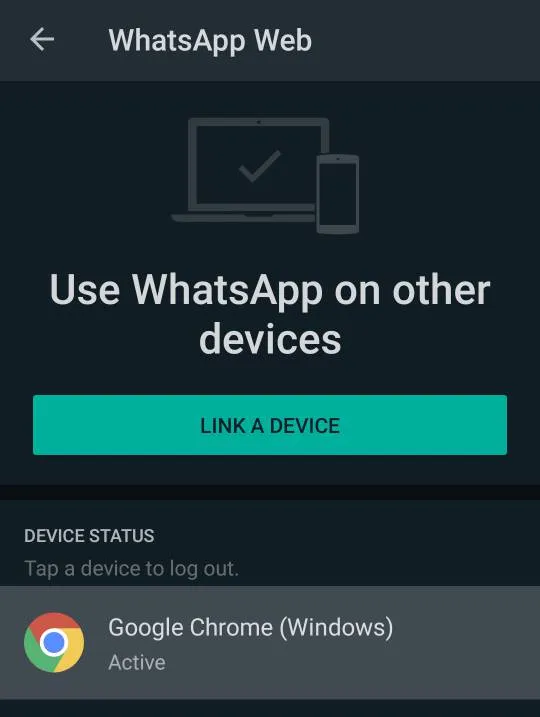 WhatsApp Web
Use WhatsApp on other
devices
LINK A DEVICE
DEVICE STATUS
Tap a device to log out.
Google Chrome (Windows)
Active